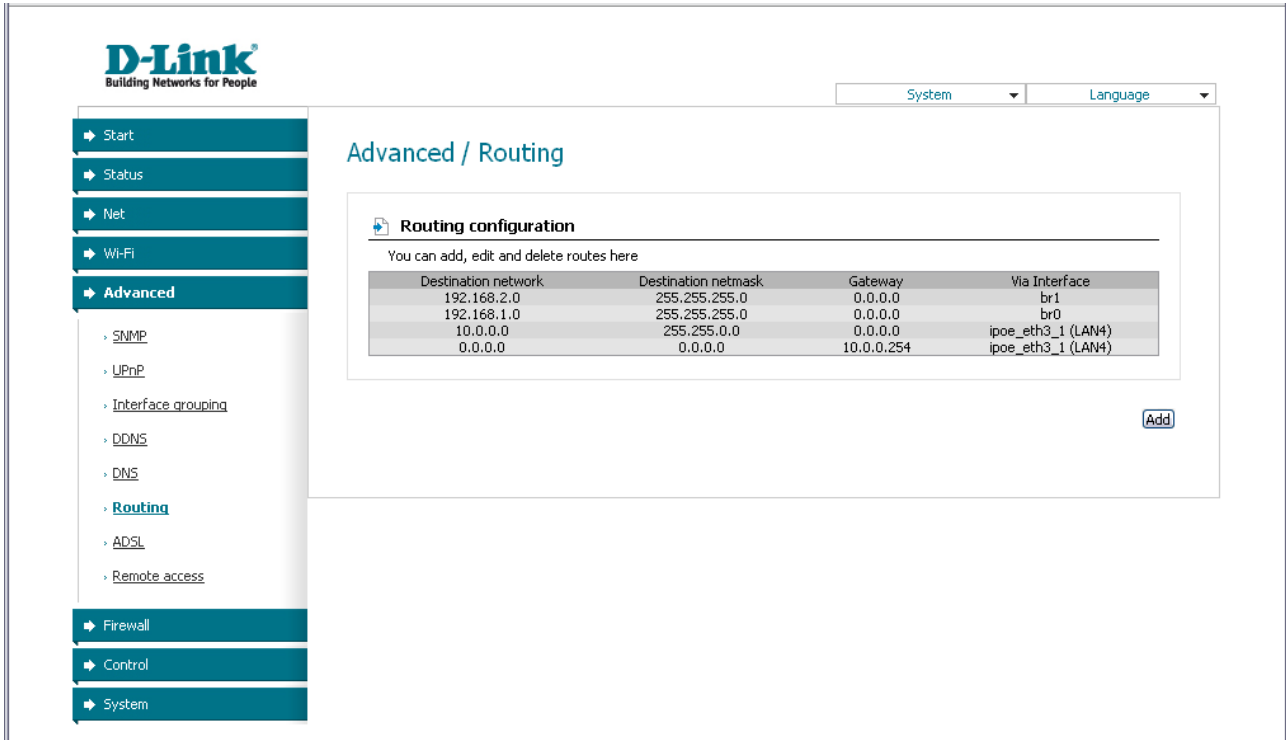 D-Link
Building Networks for People
System Language
Start
Status
Net
Wi-Fi
Advanced
SNMP
UPnP
Interface grouping
DDNS
DNS
Routing
ADSL
Remote access
Firewall
Control
System
Advanced / Routing
Routing configuration
You can add, edit and delete routes here
Destination network Destination netmask Gateway Via Interface
192.168.2.0 255.255.255.0 0.0.0.0 br1
192.168.1.0 255.255.255.0 0.0.0.0 br0
10.0.0.0 255.255.0.0 0.0.0.0 ipoe_eth3_1 (LAN4)
0.0.0.0 0.0.0.0 10.0.0.254 ipoe_eth3_1 (LAN4)
Add